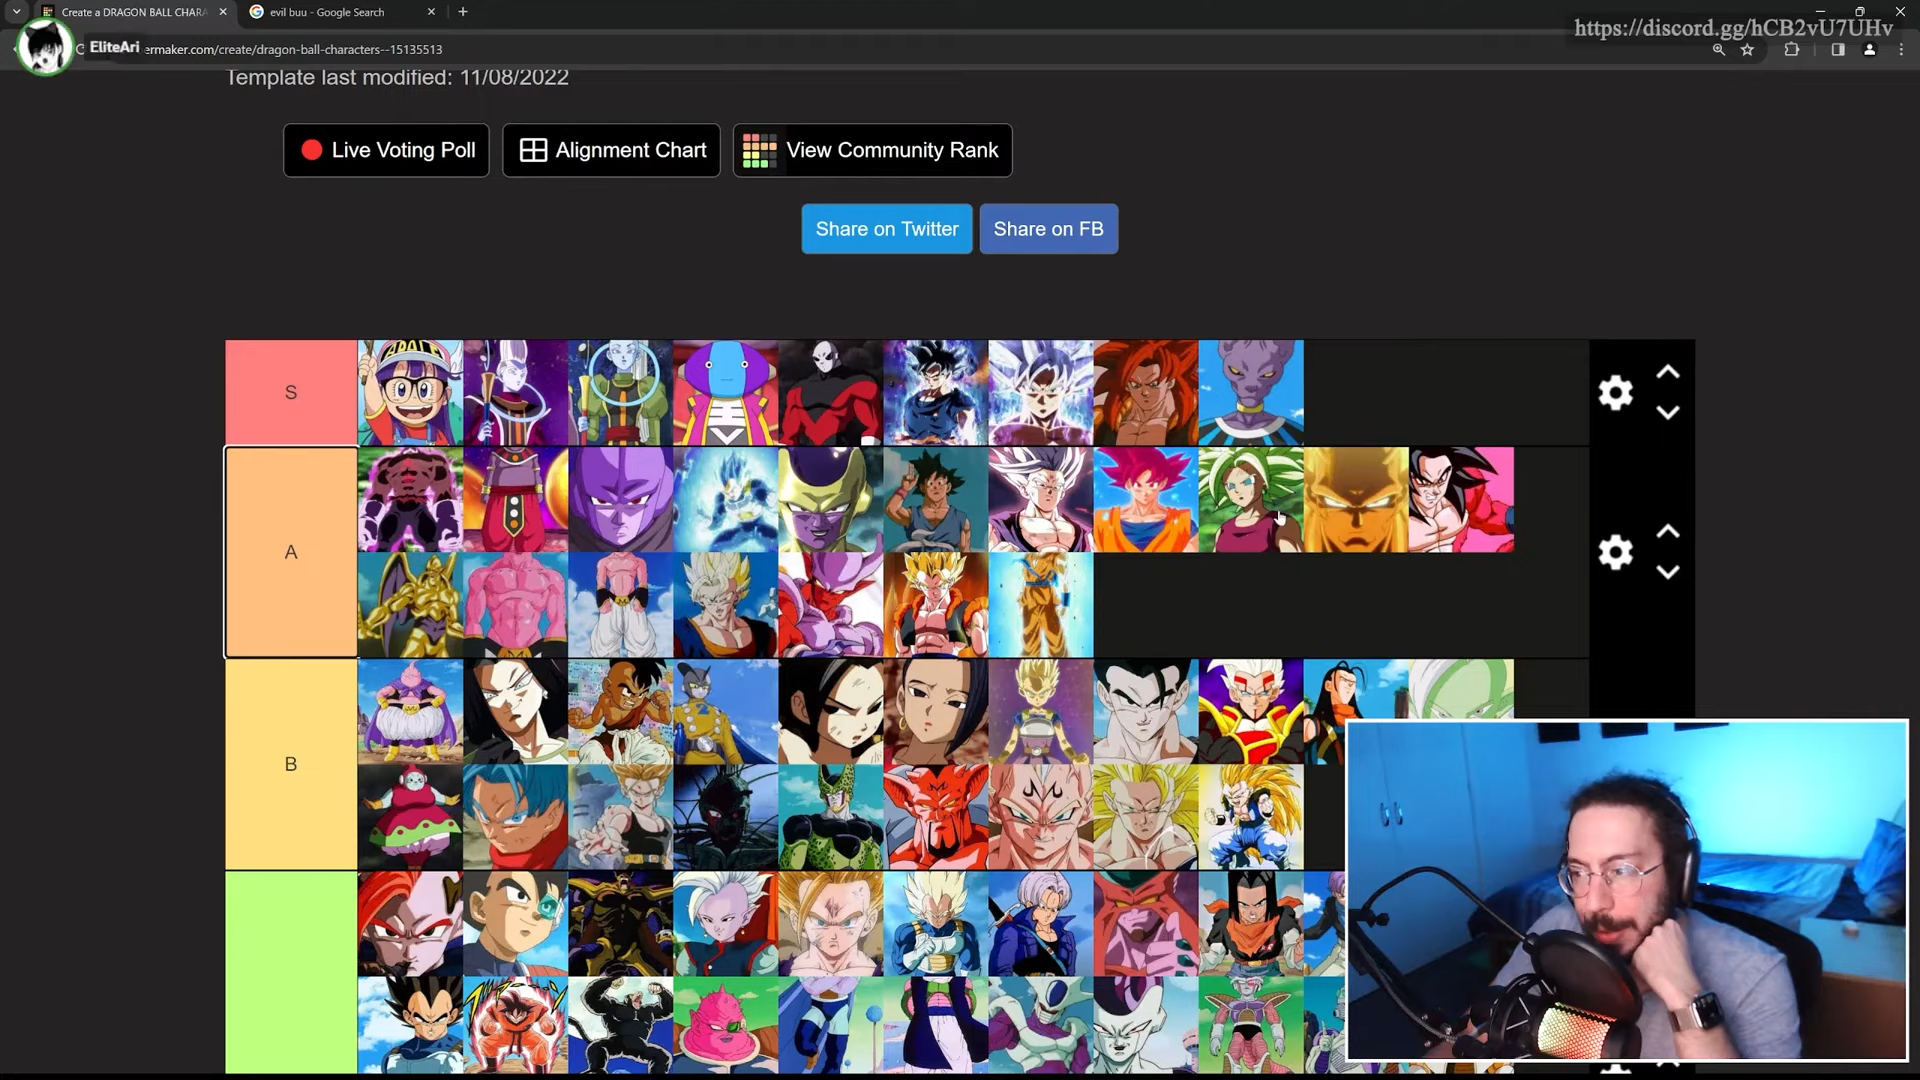 Create a DRAGON BALL CHARA
evil buu - Google Search
https://discord.gg/hCB2vU7UHv
EliteAri
ermaker.com/create/dragon-ball-characters--15135513
Template last modified: 11/08/2022
Live Voting Poll
Alignment Chart
View Community Rank
Share on Twitter
Share on FB
S
A
B